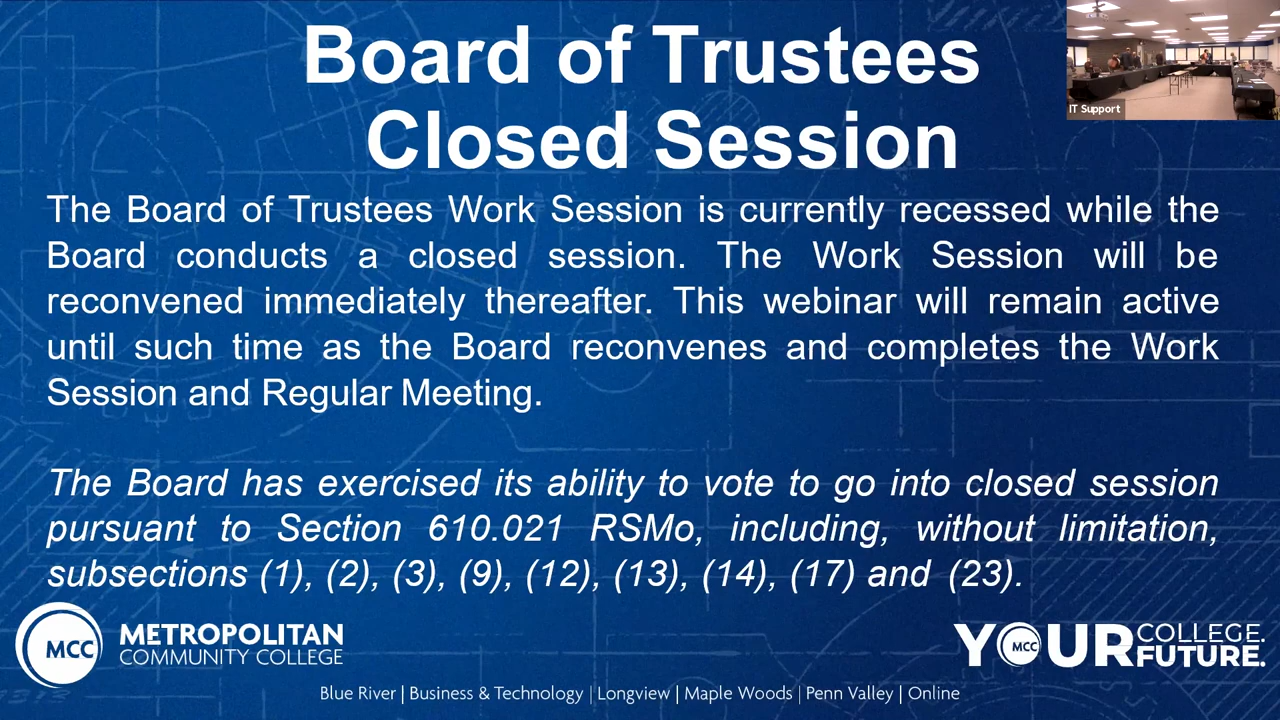 Board of Trustees
Closed Session
IT Support
The Board of Trustees Work Session is currently recessed while the
Board conducts a closed session. The Work Session will be
reconvened immediately thereafter. This webinar will remain active
until such time as the Board reconvenes and completes the Work
Session and Regular Meeting.
The Board has exercised its ability to vote to go into closed session
pursuant to Section 610.021 RSMo, including, without limitation,
subsections (1), (2), (3), (9), (12), (13), (14), (17) and (23).
MCC
METROPOLITAN
COMMUNITY COLLEGE
YOUR
MCC
COLLEGE.
FUTURE.
Blue River | Business & Technology | Longview | Maple Woods | Penn Valley | Online